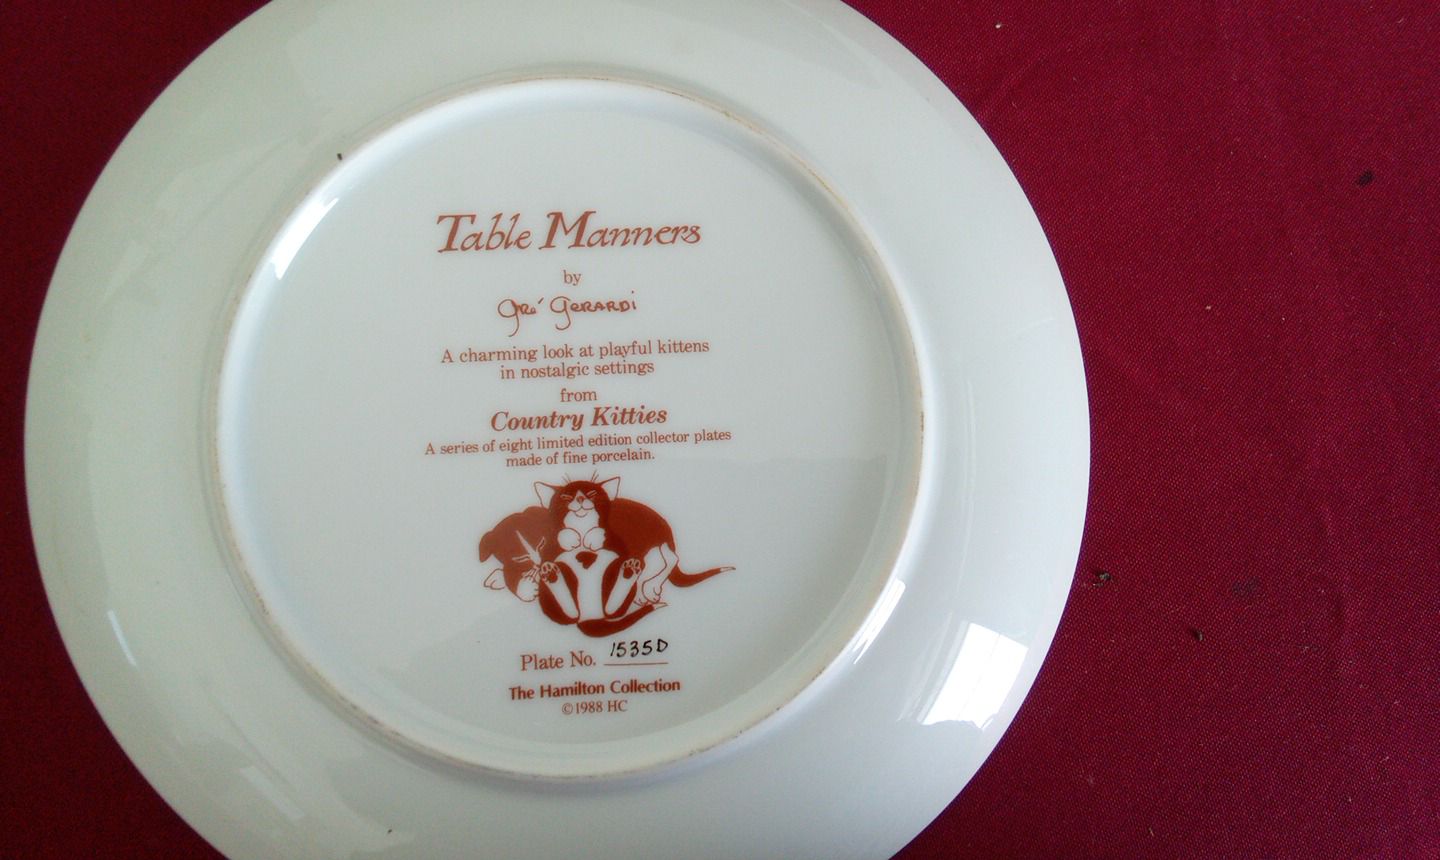 Table Manners
by
Gré Gerardi
A charming look at playful kittens
in nostalgic settings
from
Country Kitties
A series of eight limited edition collector plates
made of fine porcelain.
Plate No. 1535D
The Hamilton Collection
©1988 HC